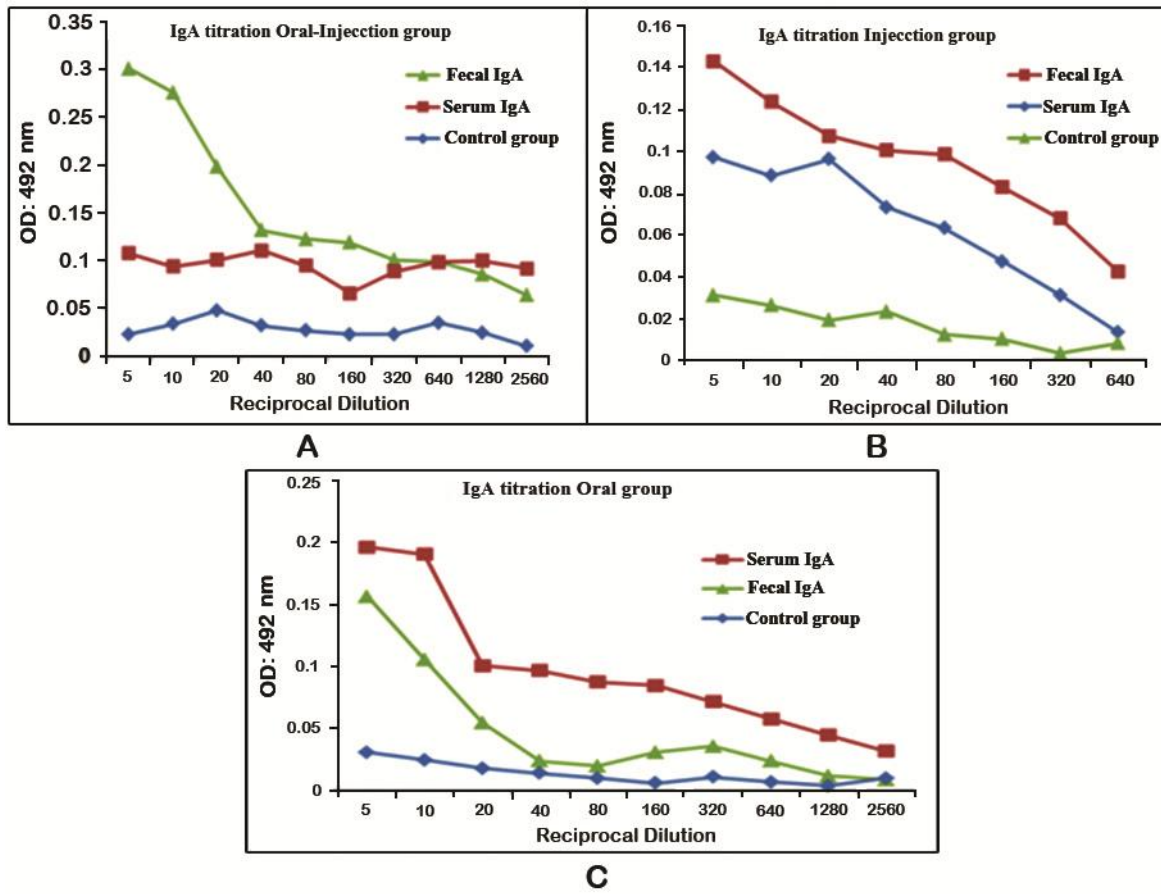 IgA titration Oral-Injecction group
OD: 492 nm
0.35
0.3
0.25
0.2
0.15
0.1
0.05
0
Fecal IgA
Serum IgA
Control group
5 10 20 40 80 160 320 640 1280 2560
Reciprocal Dilution
A
IgA titration Injecction group
OD: 492 nm
0.16
0.14
0.12
0.1
0.08
0.06
0.04
0.02
0
Fecal IgA
Serum IgA
Control group
5 10 20 40 80 160 320 640
Reciprocal Dilution
B
IgA titration Oral group
OD: 492 nm
0.25
0.2
0.15
0.1
0.05
0
Serum IgA
Fecal IgA
Control group
5 10 20 40 80 160 320 640 1280 2560
Reciprocal Dilution
C